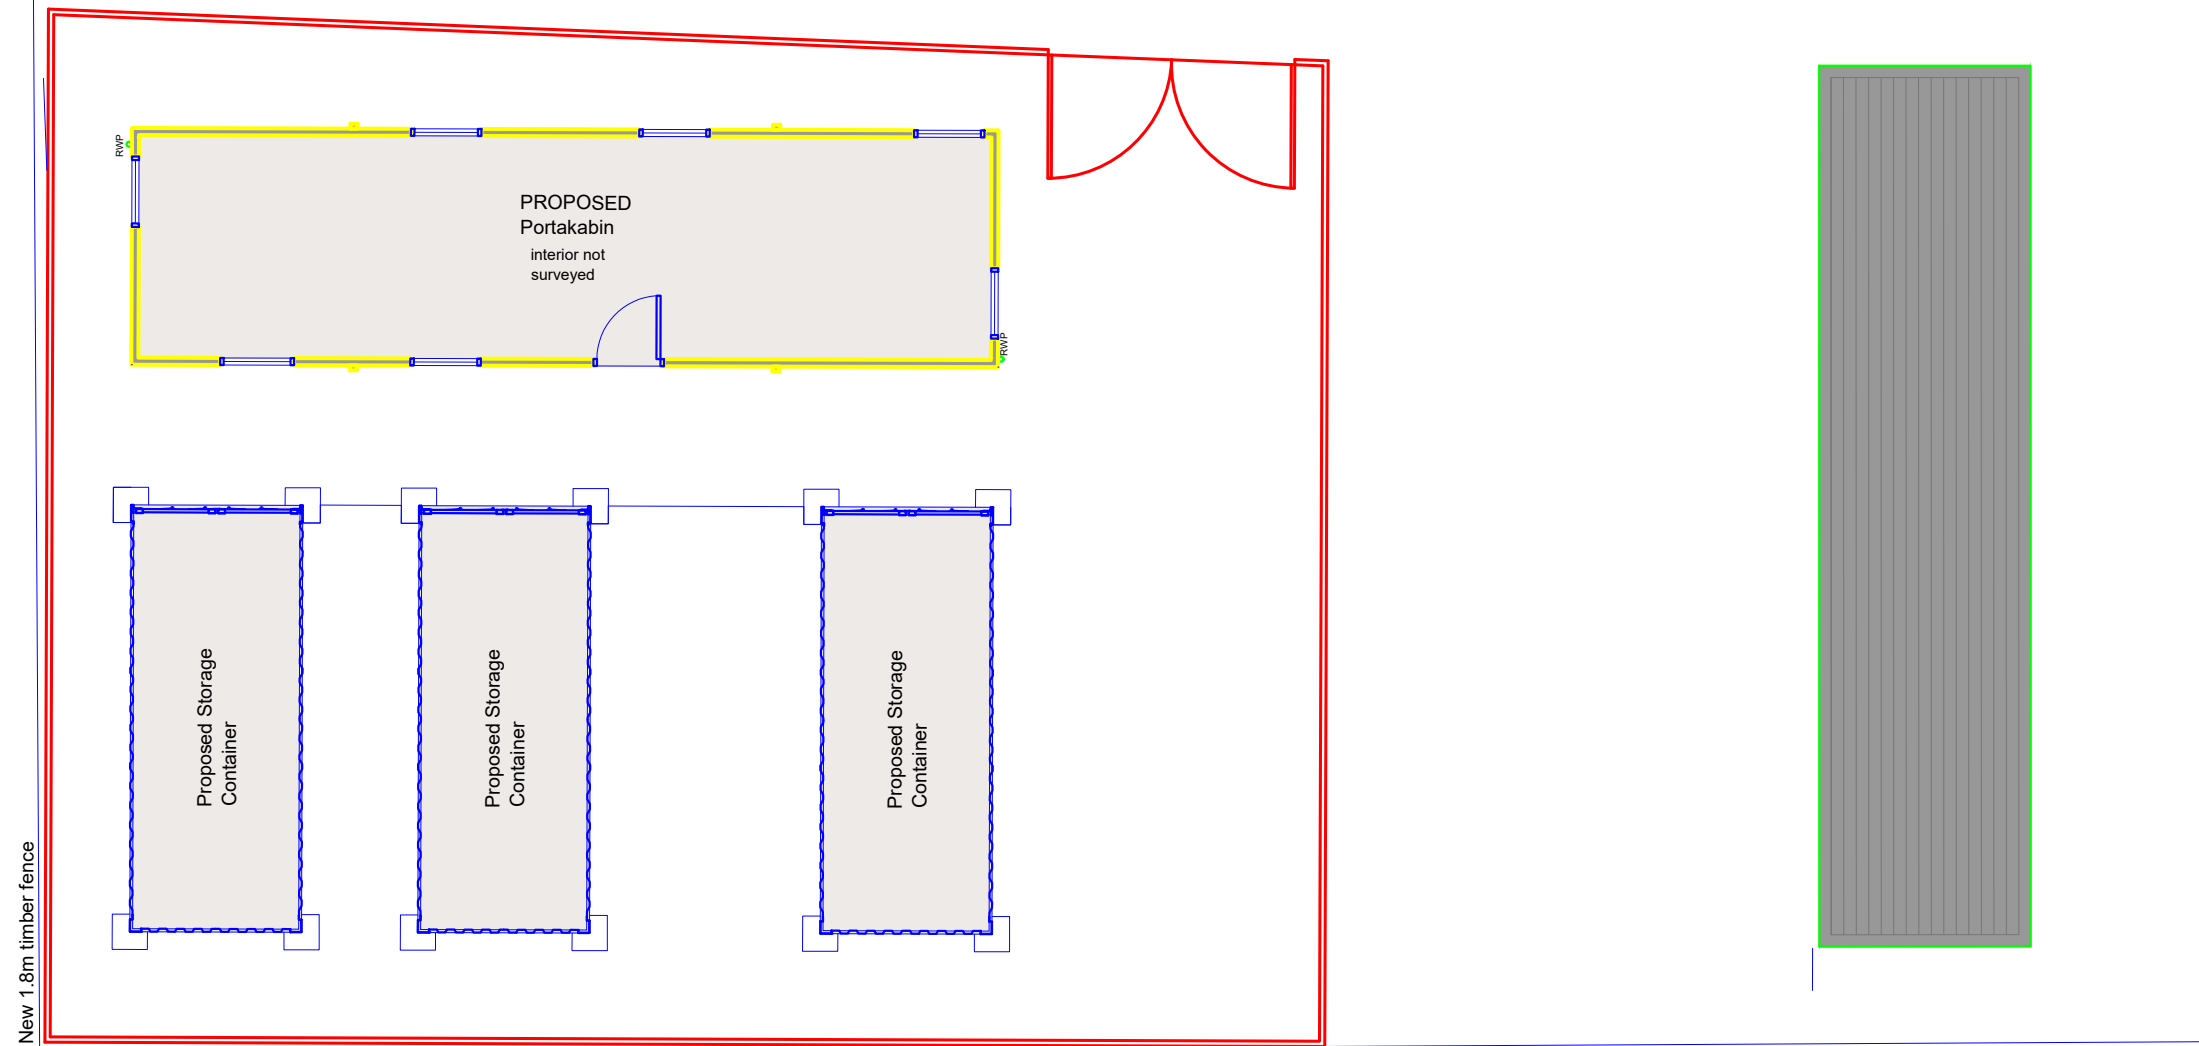 RWP
PROPOSED
Portakabin
interior not
surveyed
RWP
Proposed Storage
Container
Proposed Storage
Container
Proposed Storage
Container
New 1.8m timber fence